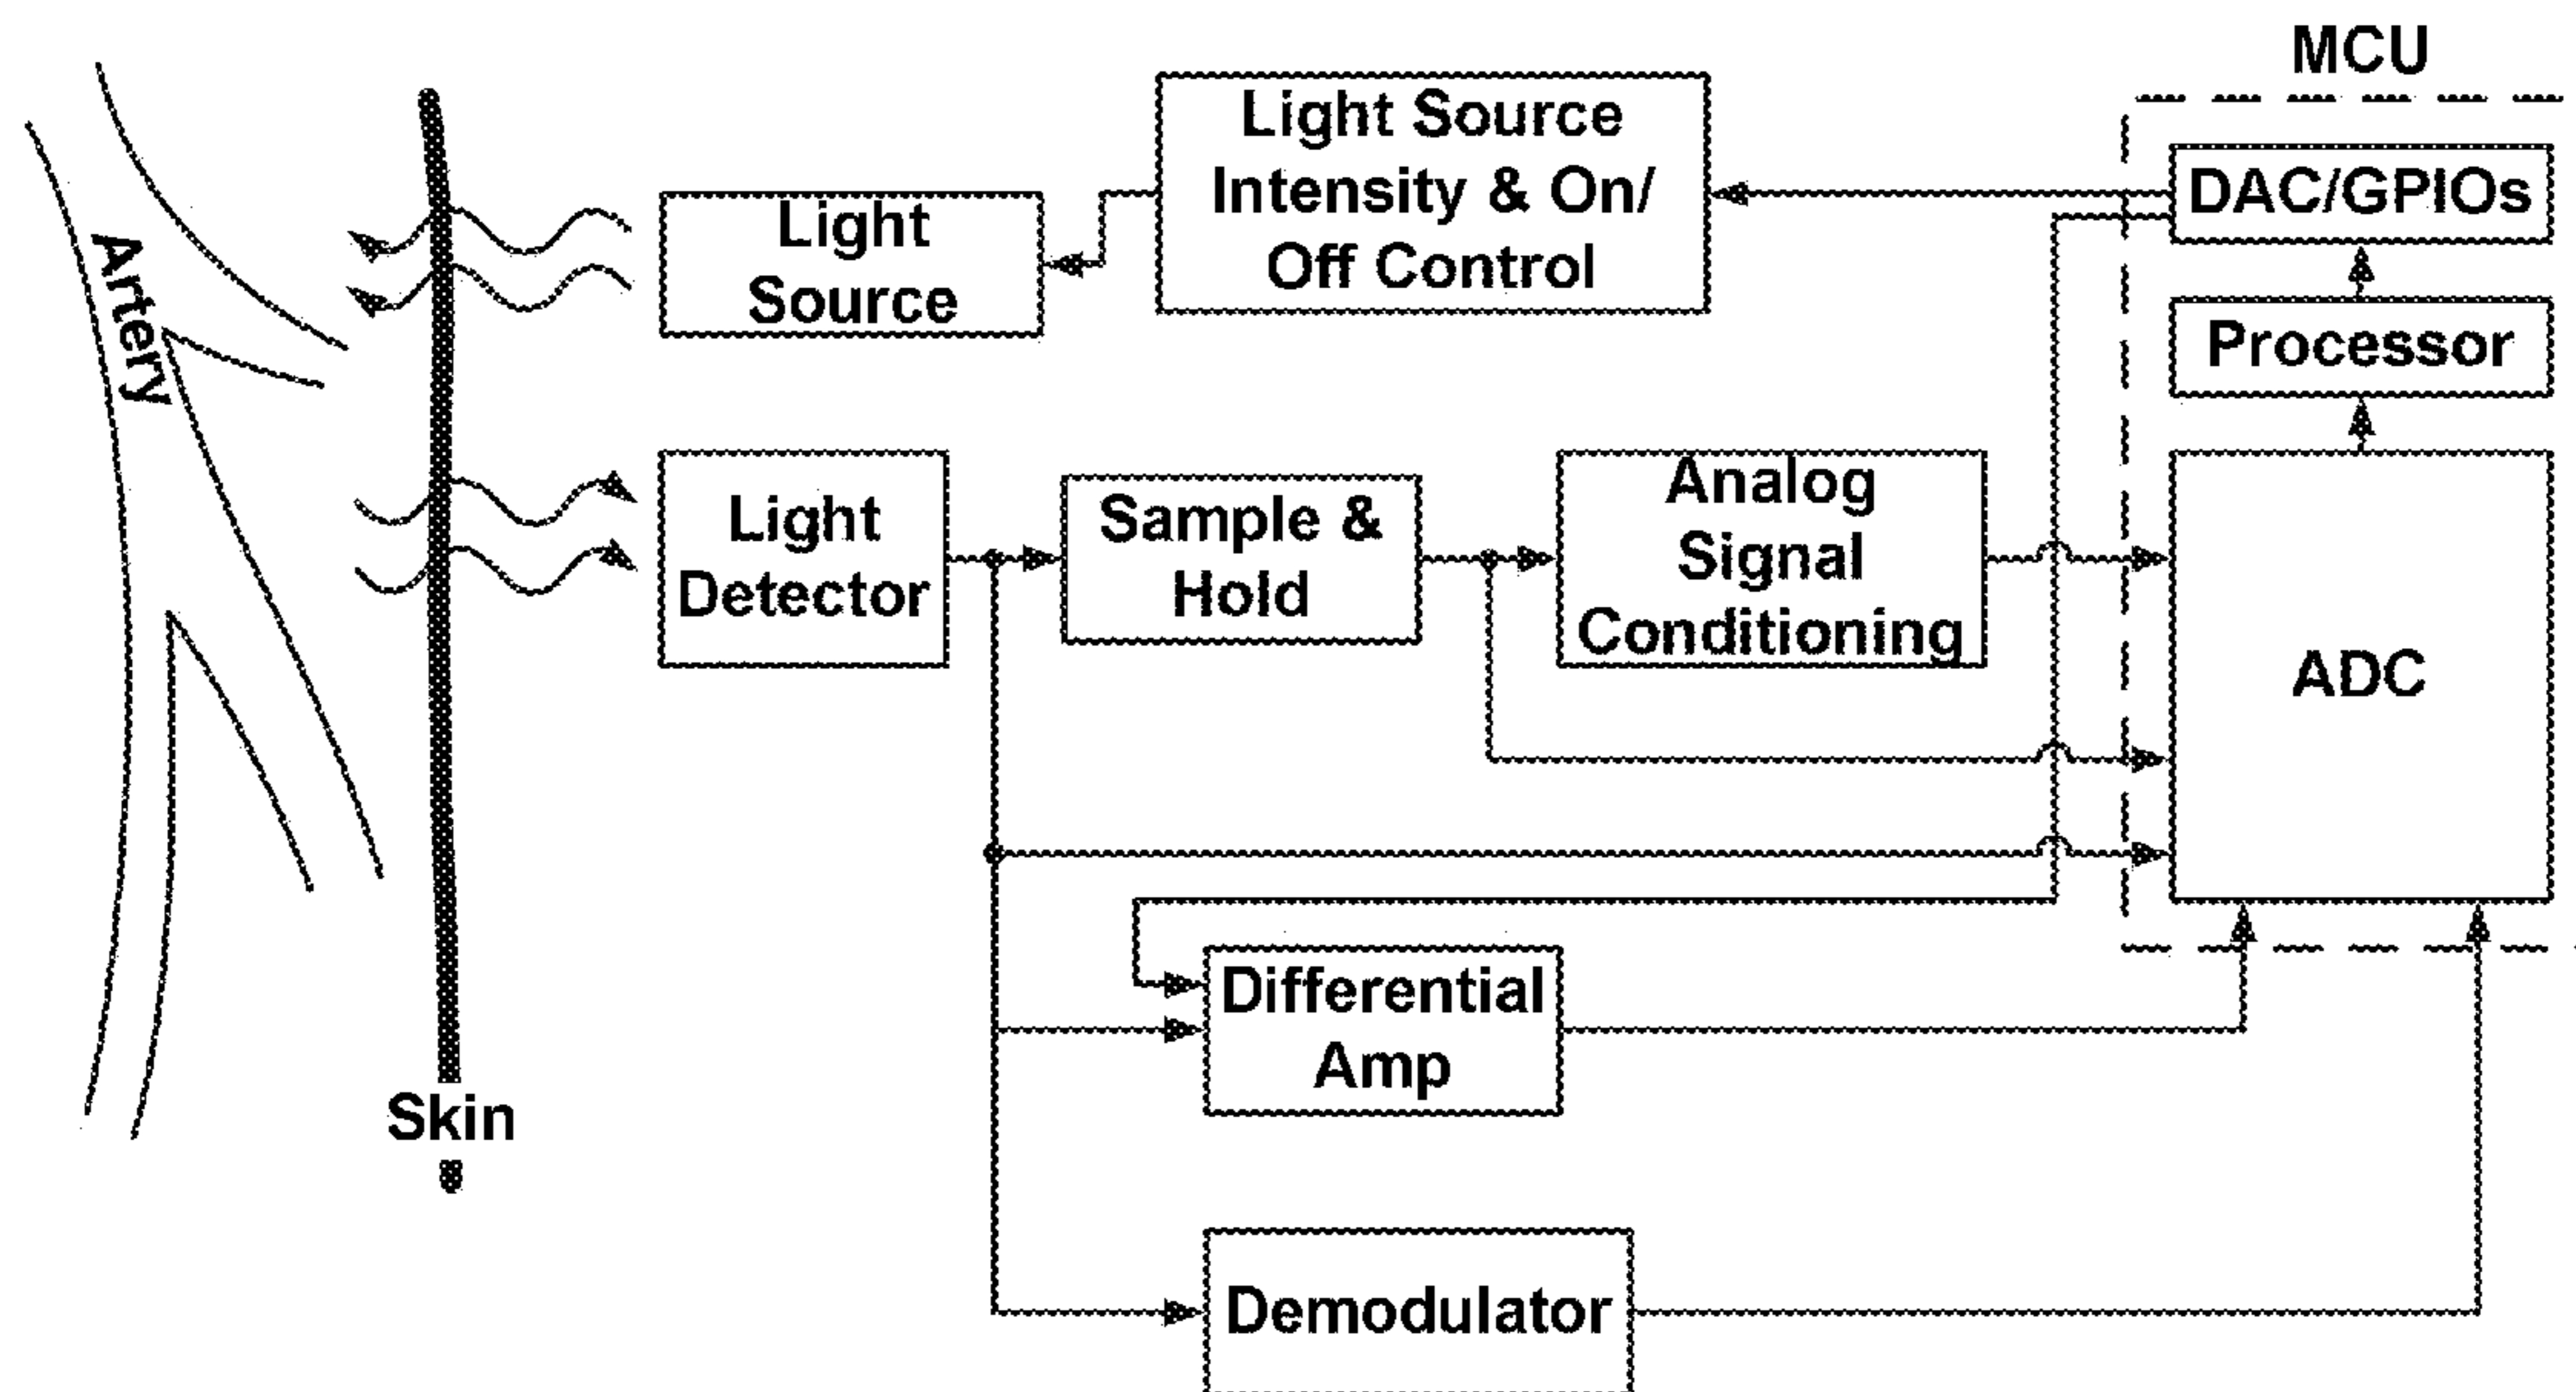 MCU
Light Source
Intensity & On/
Off Control
DAC/GPIOs
Light
Source
Artery
Processor
Light
Detector
Sample &
Hold
Analog
Signal
Conditioning
ADC
Differential
Amp
Skin
Demodulator